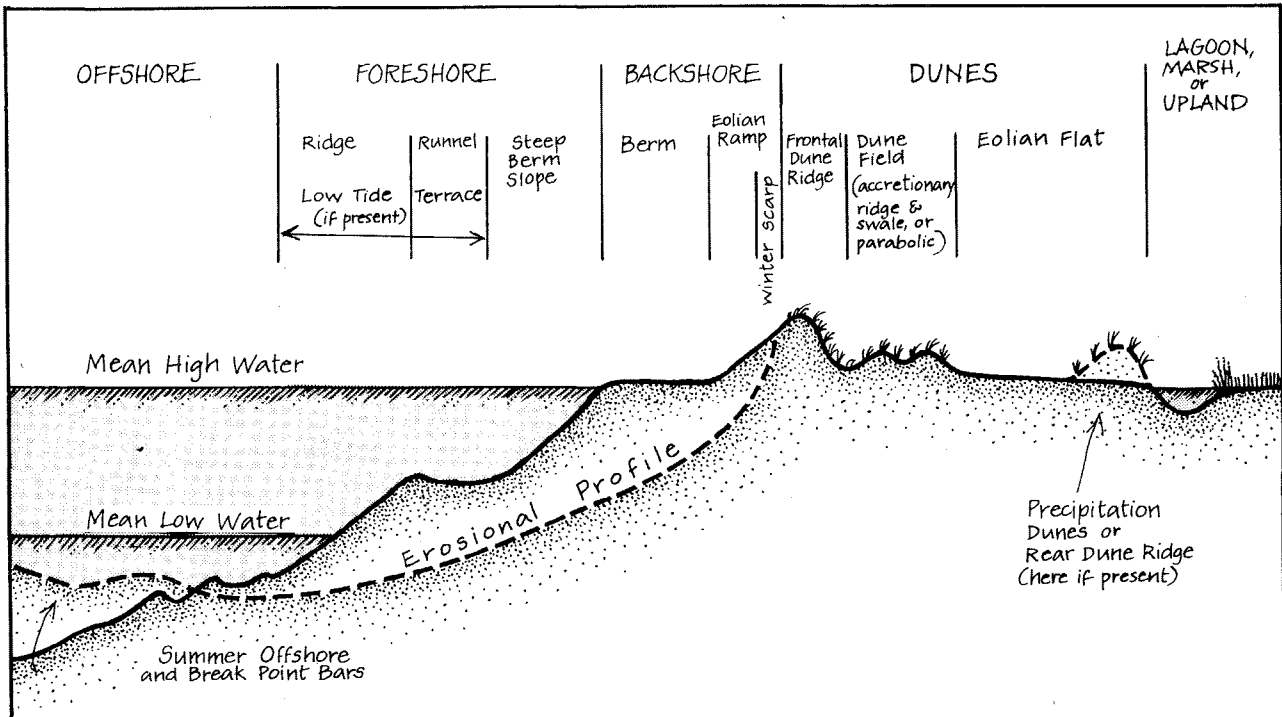 OFFSHORE
FORESHORE
BACKSHORE
DUNES
LAGOON,
MARSH,
or
UPLAND
Ridge
Runnel
Steep
Berm
Slope
Berm
Eolian
Ramp
Frontal
Dune
Ridge
Dune
Field
(accretionary
ridge &
swale, or
parabolic)
Eolian Flat
Low Tide
(if present)
Terrace
winter scarp
Mean High Water
Mean Low Water
Erosional Profile
Summer Offshore
and Break Point Bars
Precipitation
Dunes or
Rear Dune Ridge
(here if present)